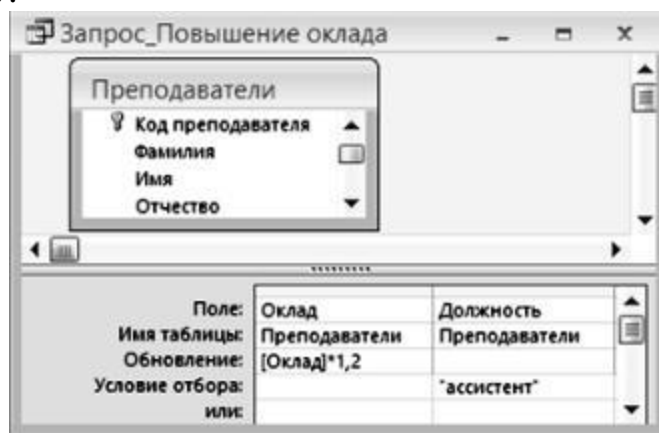 Запрос_Повышение оклада
Преподаватели
Код преподавателя
Фамилия
Имя
Отчество
Поле: Оклад Должность
Имя таблицы: Преподаватели Преподаватели
Обновление: [Оклад]*1,2
Условие отбора: "ассистент"
или: